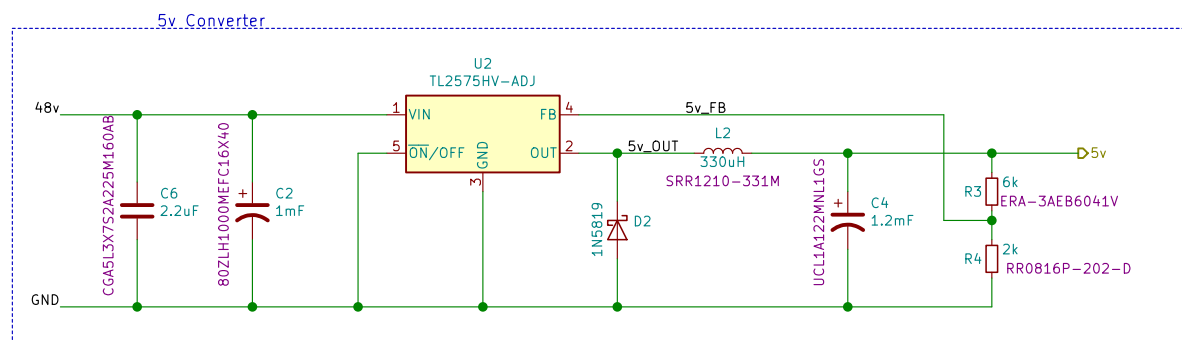 5v Converter
U2
TL2575HV-ADJ
48v
1
VIN
FB
4
5v_FB
5
ON/OFF
GND
OUT
2
5v_OUT
L2
330uH
SRR1210-331M
5v
3
C6
2.2uF
CGA5L3X7S2A225M160AB
+
C2
1mF
80ZLH1000MEFC16X40
1N5819
D2
+
C4
1.2mF
UCL1A122MNL1GS
R3
6k
ERA-3AEB6041V
R4
2k
RR0816P-202-D
GND